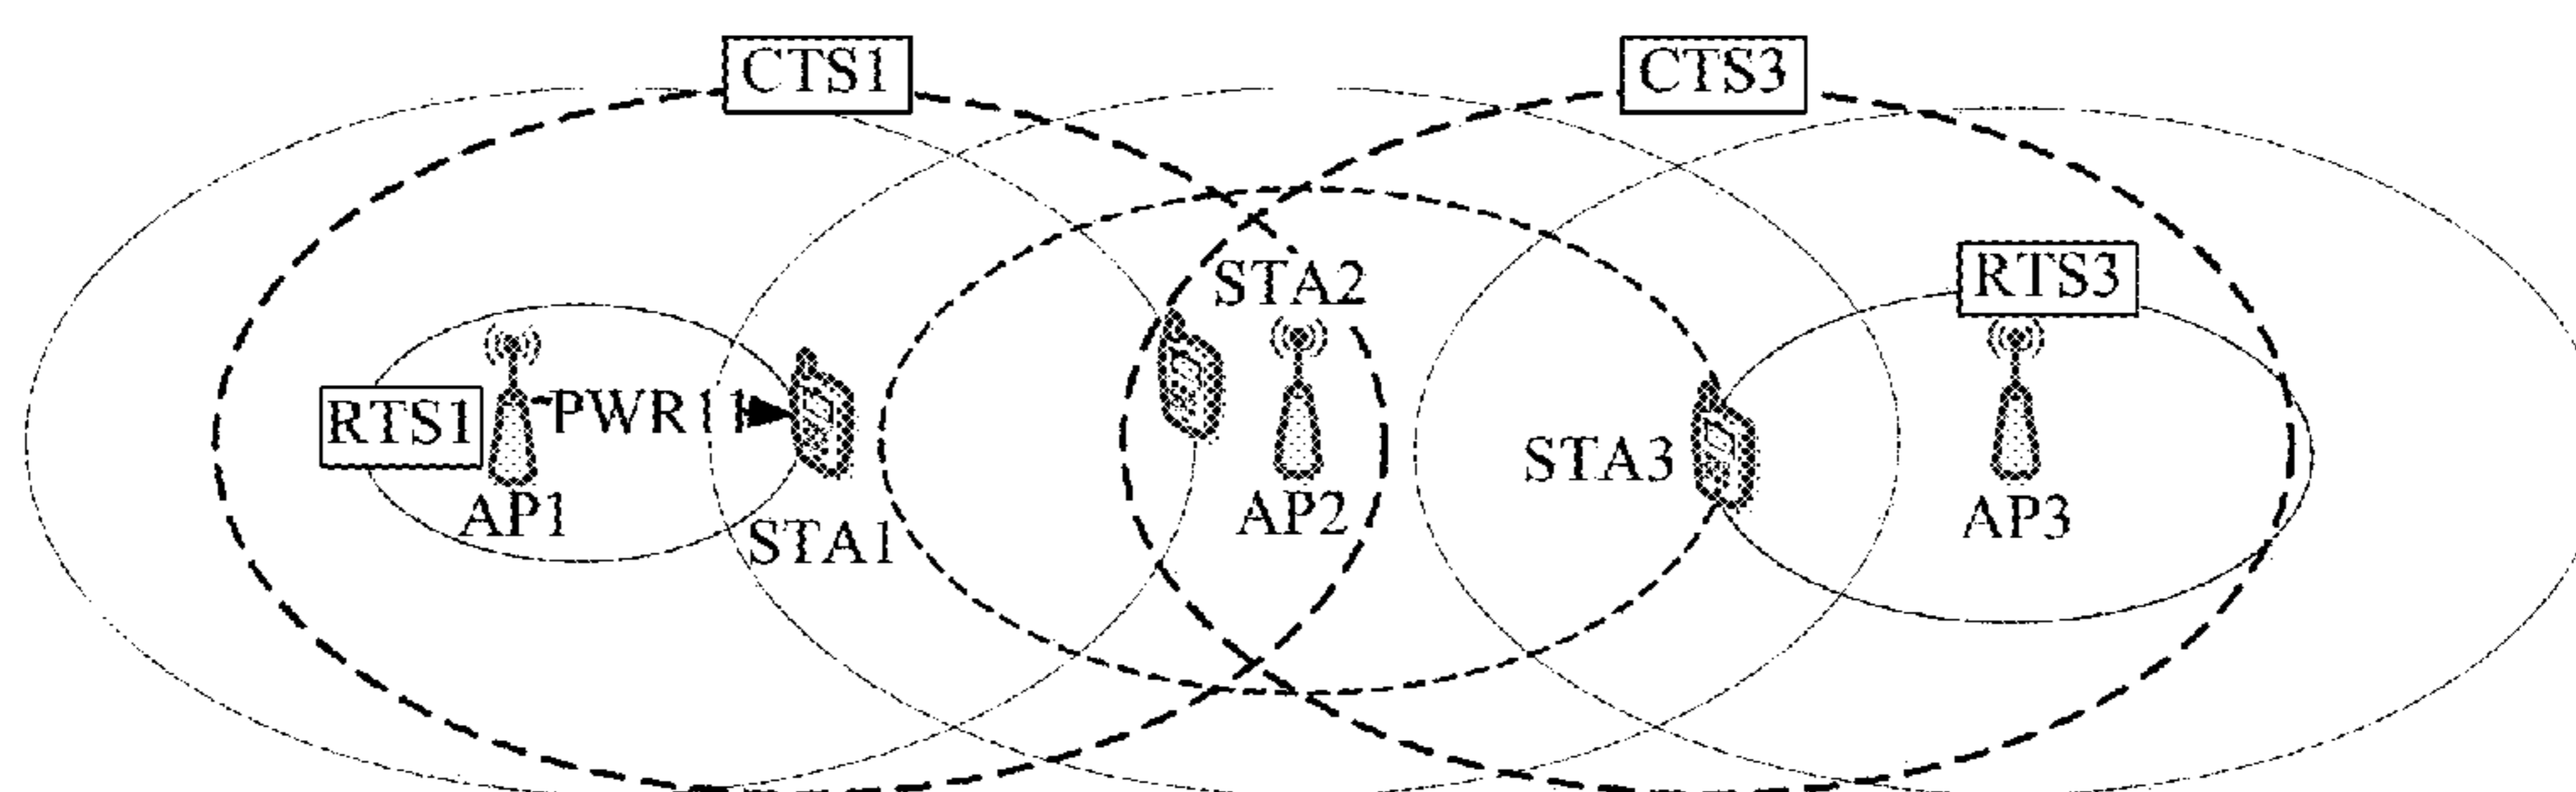 CTS1 CTS3
STA2 RTS3
RTS1 PWR11 STA3
AP1 STA1 AP2 AP3